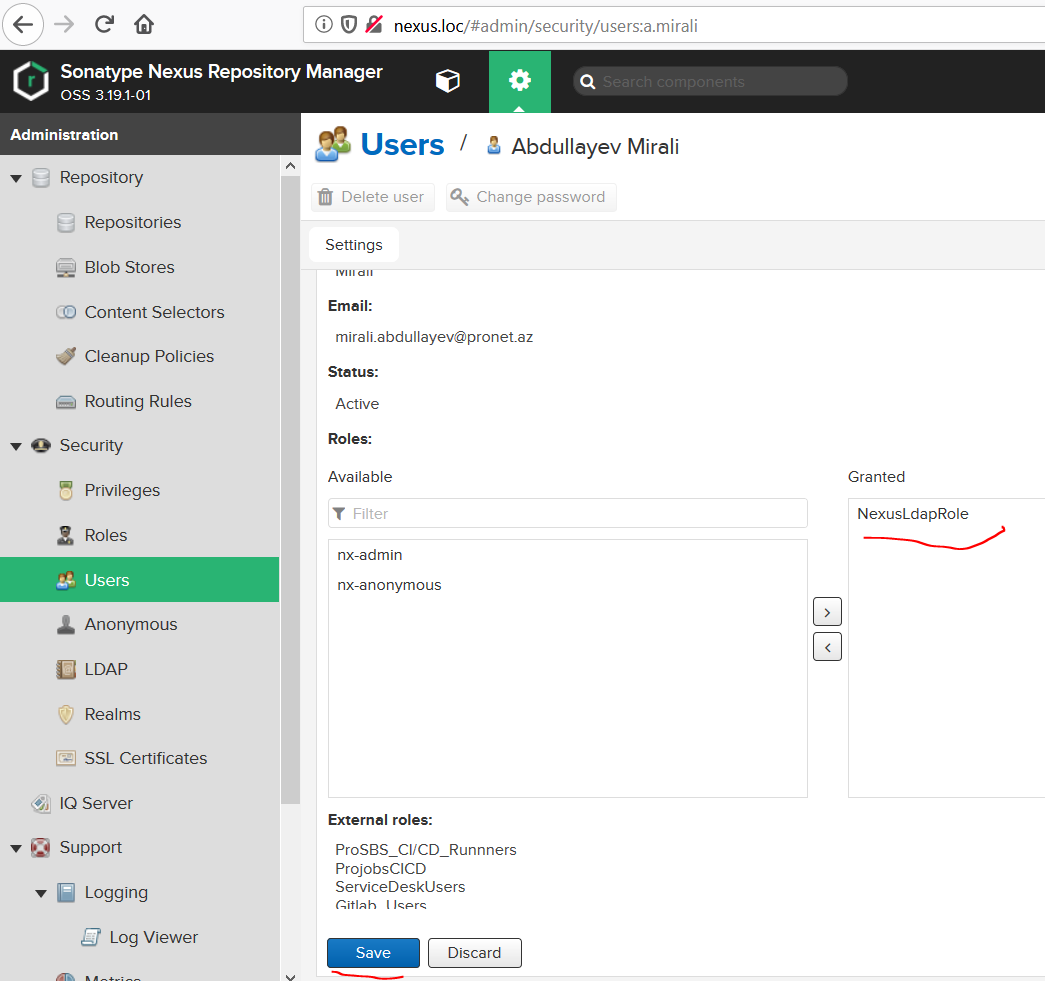 nexus.loc/#admin/security/users:a.mirali
Sonatype Nexus Repository Manager
OSS 3.19.1-01
Search components
Administration
Repository
Repositories
Blob Stores
Content Selectors
Cleanup Policies
Routing Rules
Security
Privileges
Roles
Users
Anonymous
LDAP
Realms
SSL Certificates
IQ Server
Support
Logging
Log Viewer
Metrics
Users / Abdullayev Mirali
Delete user
Change password
Settings
Mirali
Email:
mirali.abdullayev@pronet.az
Status:
Active
Roles:
Available
Filter
nx-admin
nx-anonymous
>
<
Granted
NexusLdapRole
External roles:
ProSBS_CI/CD_Runnners
ProjobsCICD
ServiceDeskUsers
Gitlab_Users
Save
Discard